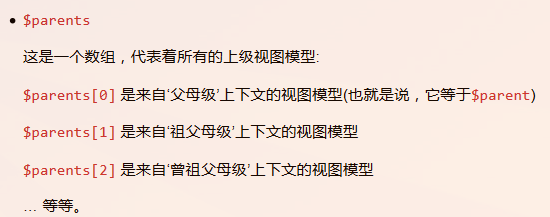 • $parents
这是一个数组，代表着所有的上级视图模型:
$parents[0] 是来自‘父母级’上下文的视图模型(也就是说，它等于$parent)
$parents[1] 是来自‘祖父母级’上下文的视图模型
$parents[2] 是来自‘曾祖父母级’上下文的视图模型
… 等等。